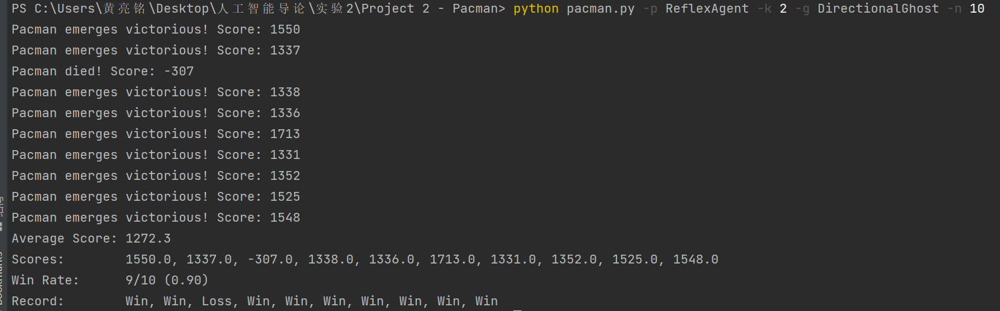 PS C:\Users\黄亮铭\Desktop\人工智能导论\实验2\Project 2 - Pacman> python pacman.py -p ReflexAgent -k 2 -g DirectionalGhost -n 10
Pacman emerges victorious! Score: 1550
Pacman emerges victorious! Score: 1337
Pacman died! Score: -307
Pacman emerges victorious! Score: 1338
Pacman emerges victorious! Score: 1336
Pacman emerges victorious! Score: 1713
Pacman emerges victorious! Score: 1331
Pacman emerges victorious! Score: 1352
Pacman emerges victorious! Score: 1525
Pacman emerges victorious! Score: 1548
Average Score: 1272.3
Scores:        1550.0, 1337.0, -307.0, 1338.0, 1336.0, 1713.0, 1331.0, 1352.0, 1525.0, 1548.0
Win Rate:      9/10 (0.90)
Record:        Win, Win, Loss, Win, Win, Win, Win, Win, Win, Win